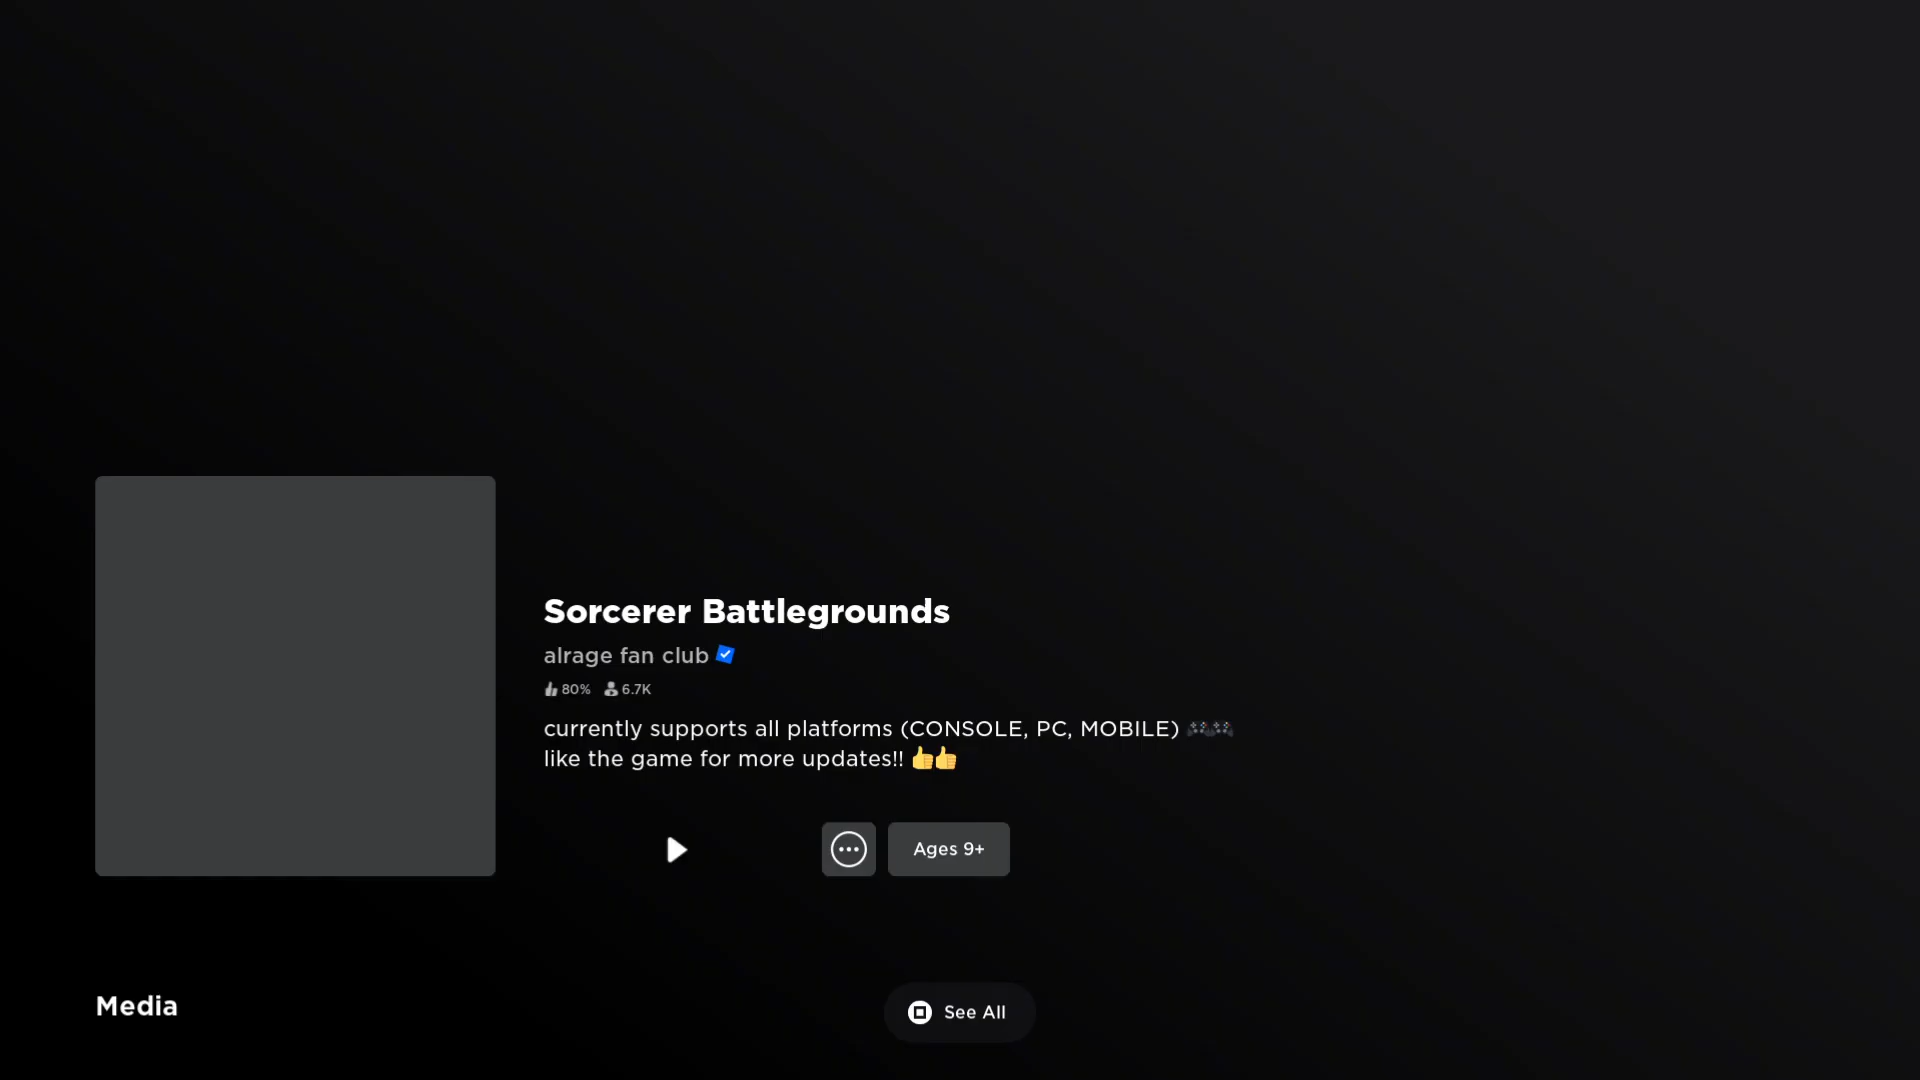 Sorcerer Battlegrounds
alrage fan club
80% 6.7K
currently supports all platforms (CONSOLE, PC, MOBILE) 🎮🎮
like the game for more updates!! 👍👍
Ages 9+
Media
See All